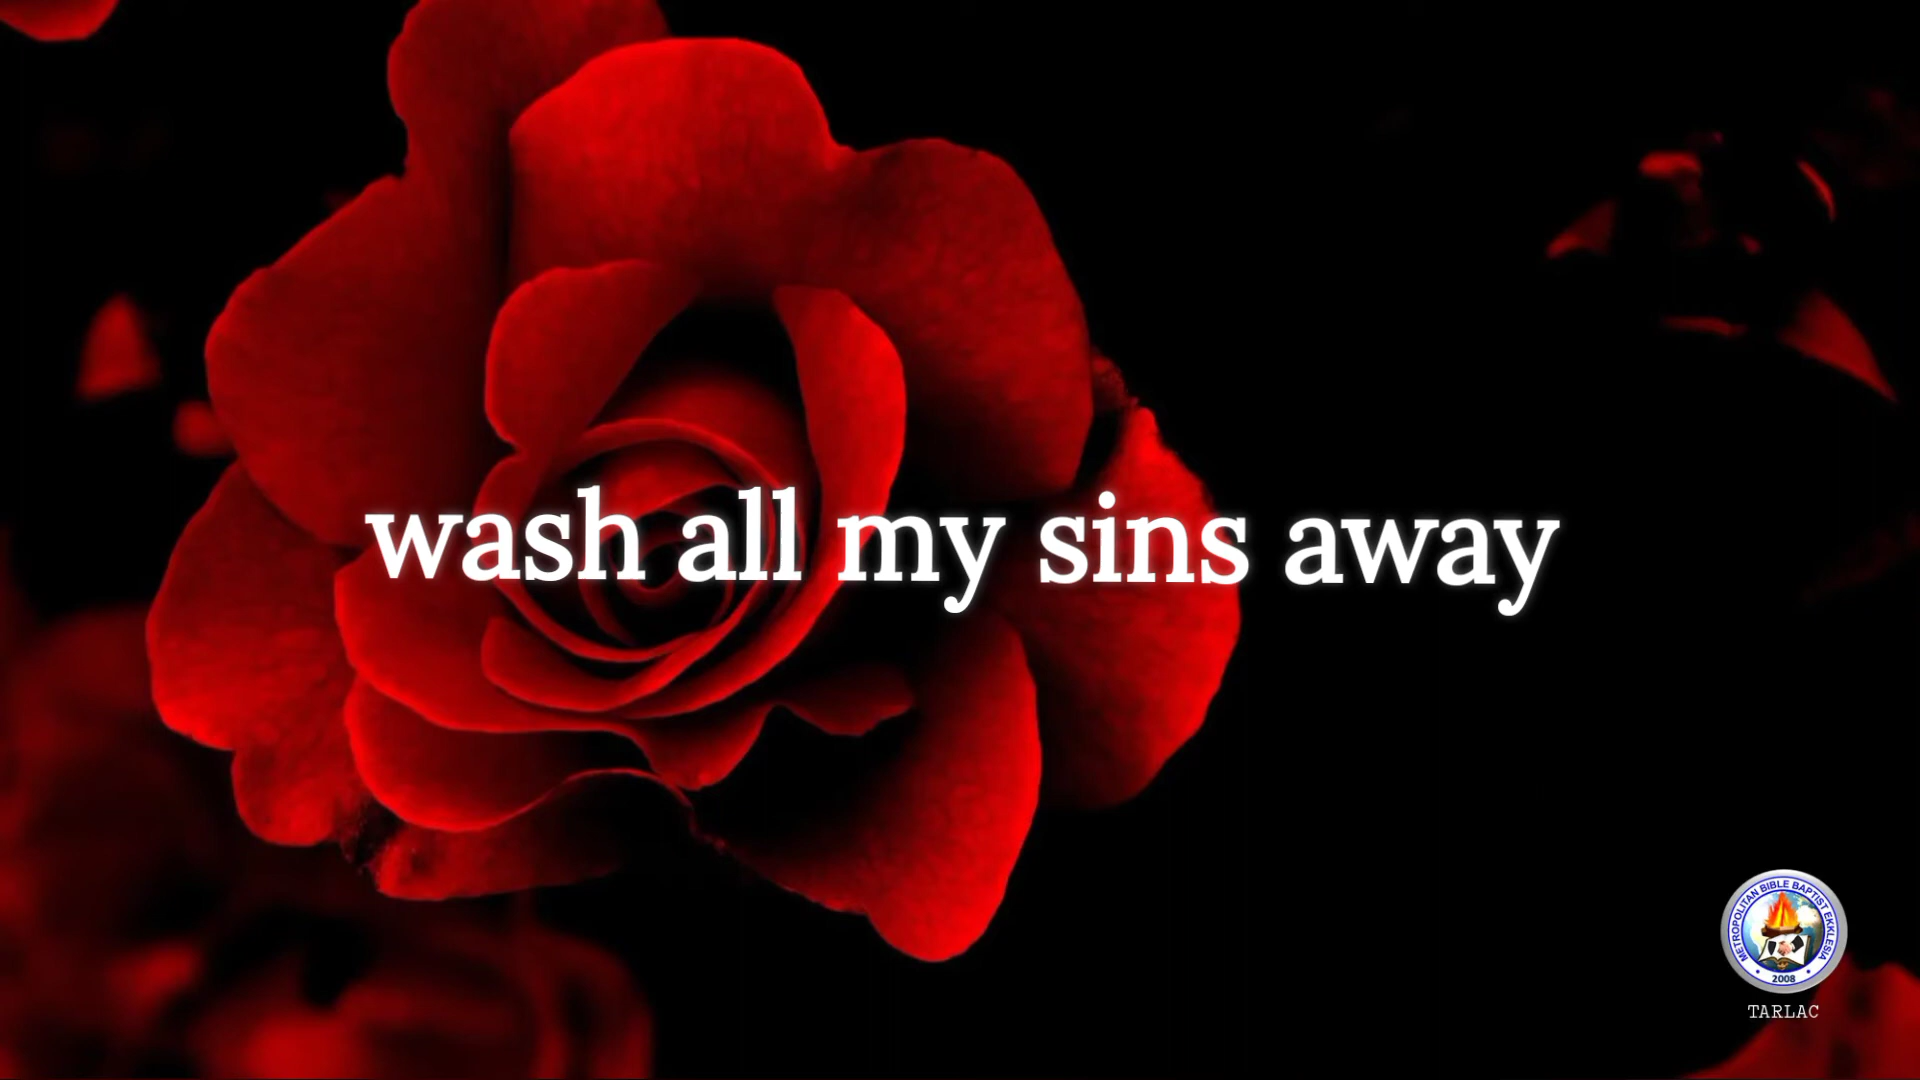 wash all my sins away
METROPOLITAN BIBLE BAPTIST EKKLESIA
2008
TARLAC